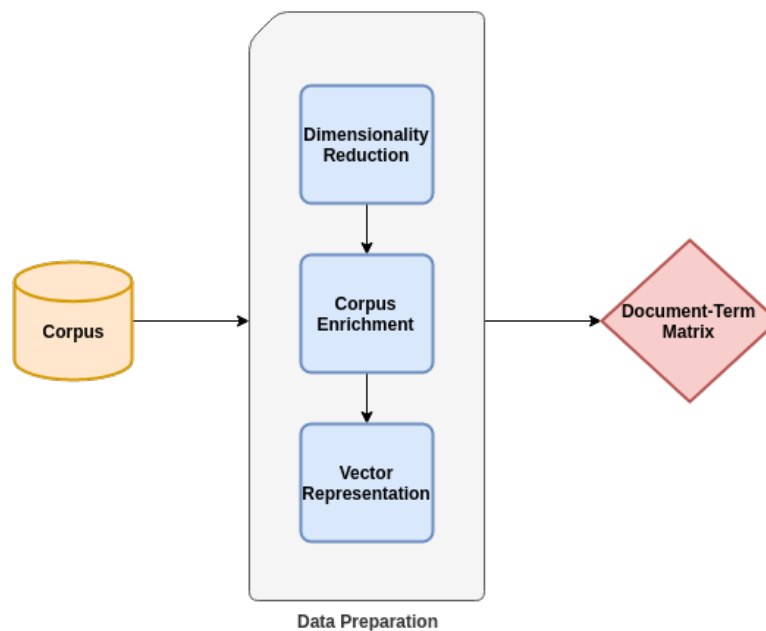 Dimensionality
Reduction
Corpus
Enrichment
Vector
Representation
Corpus
Document-Term
Matrix
Data Preparation